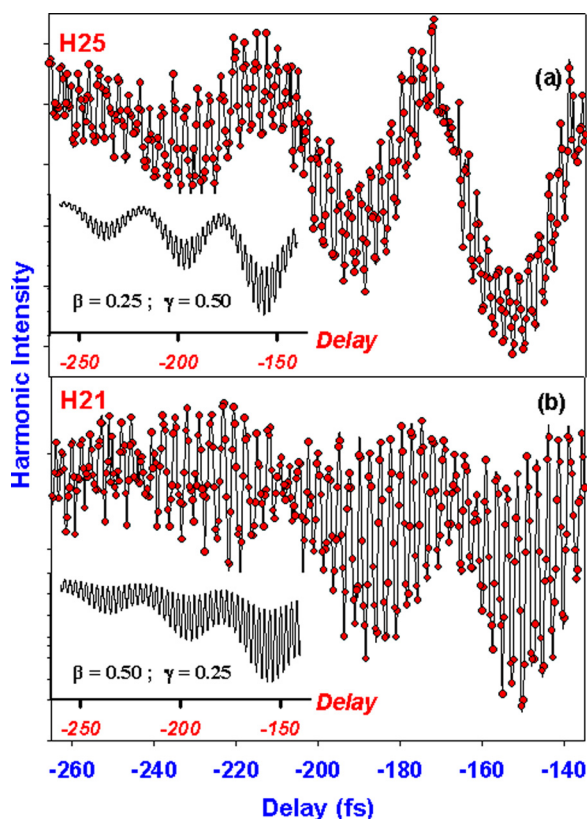 H25
(a)
β = 0.25 ; γ = 0.50
-250 -200 -150
Delay
Harmonic Intensity
H21
(b)
β = 0.50 ; γ = 0.25
-250 -200 -150
Delay
-260 -240 -220 -200 -180 -160 -140
Delay (fs)